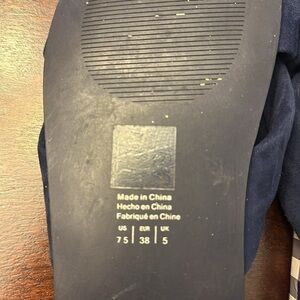 Made in China
Hecho en China
Fabriqué en Chine
US | EUR | UK
7 5 | 38 | 5